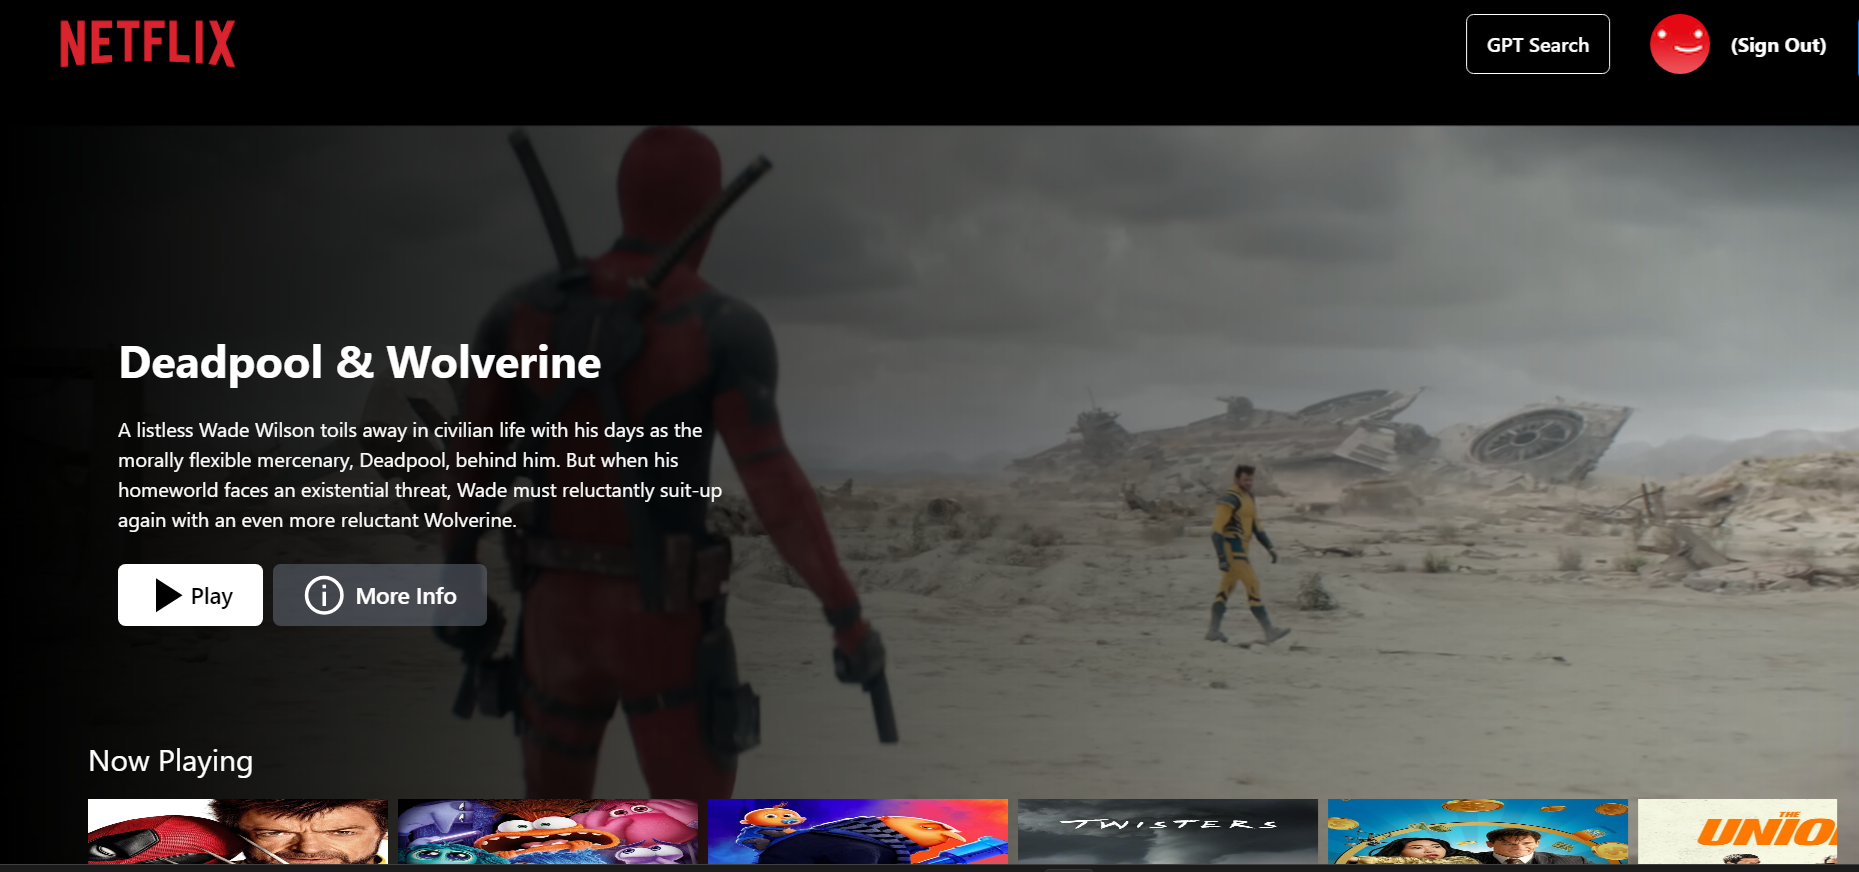 NETFLIX
GPT Search
(Sign Out)
Deadpool & Wolverine
A listless Wade Wilson toils away in civilian life with his days as the
morally flexible mercenary, Deadpool, behind him. But when his
homeworld faces an existential threat, Wade must reluctantly suit-up
again with an even more reluctant Wolverine.
Play
More Info
Now Playing
TWISTERS
THE
UNIO